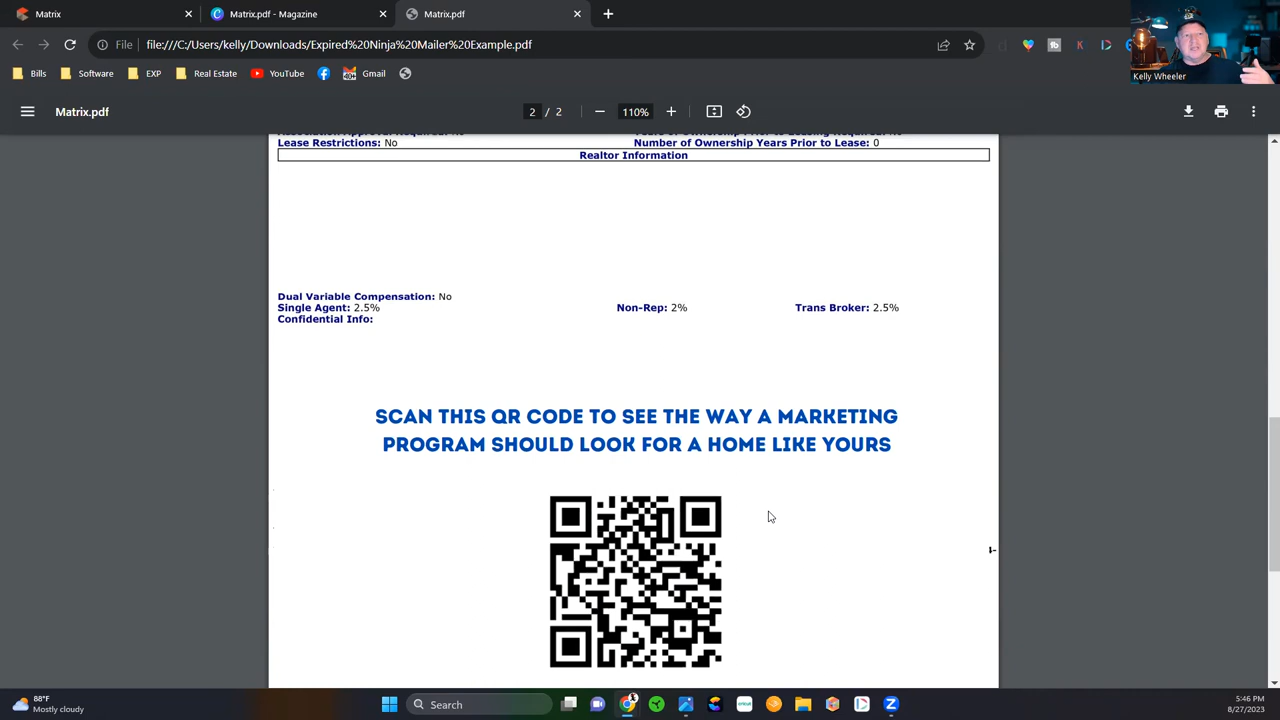 Matrix
Matrix.pdf - Magazine
Matrix.pdf
File
file:///C:/Users/kelly/Downloads/Expired%20Ninja%20Mailer%20Example.pdf
Bills
Software
EXP
Real Estate
YouTube
Gmail
Kelly Wheeler
Matrix.pdf
2 / 2
110%
Lease Restrictions: No
Number of Ownership Years Prior to Lease: 0
Realtor Information
Dual Variable Compensation: No
Single Agent: 2.5%
Non-Rep: 2%
Trans Broker: 2.5%
Confidential Info:
SCAN THIS QR CODE TO SEE THE WAY A MARKETING
PROGRAM SHOULD LOOK FOR A HOME LIKE YOURS
88°F
Mostly cloudy
Search
5:46 PM
8/27/2023